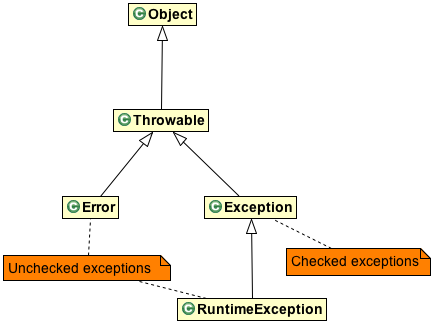 C Object
C Throwable
C Error
C Exception
Unchecked exceptions
Checked exceptions
C RuntimeException